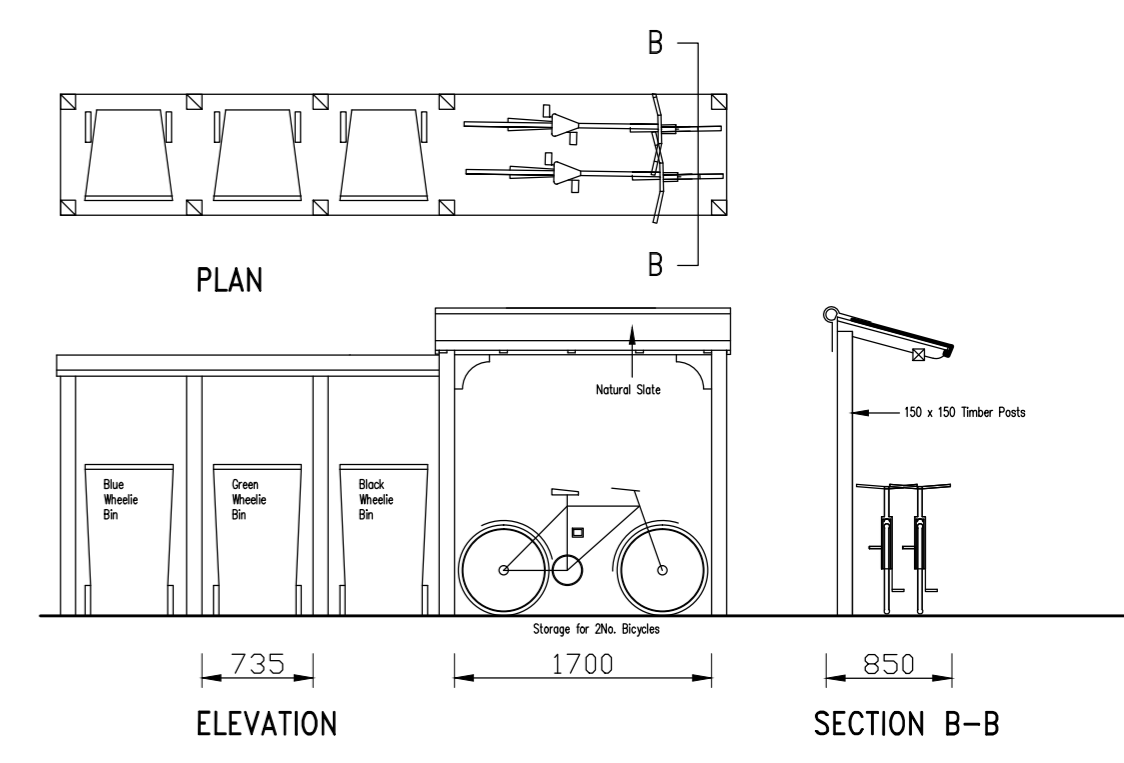 B
B
PLAN
Natural Slate
150 x 150 Timber Posts
Blue
Wheelie
Bin
Green
Wheelie
Bin
Black
Wheelie
Bin
Storage for 2No. Bicycles
735
1700
850
ELEVATION
SECTION B-B